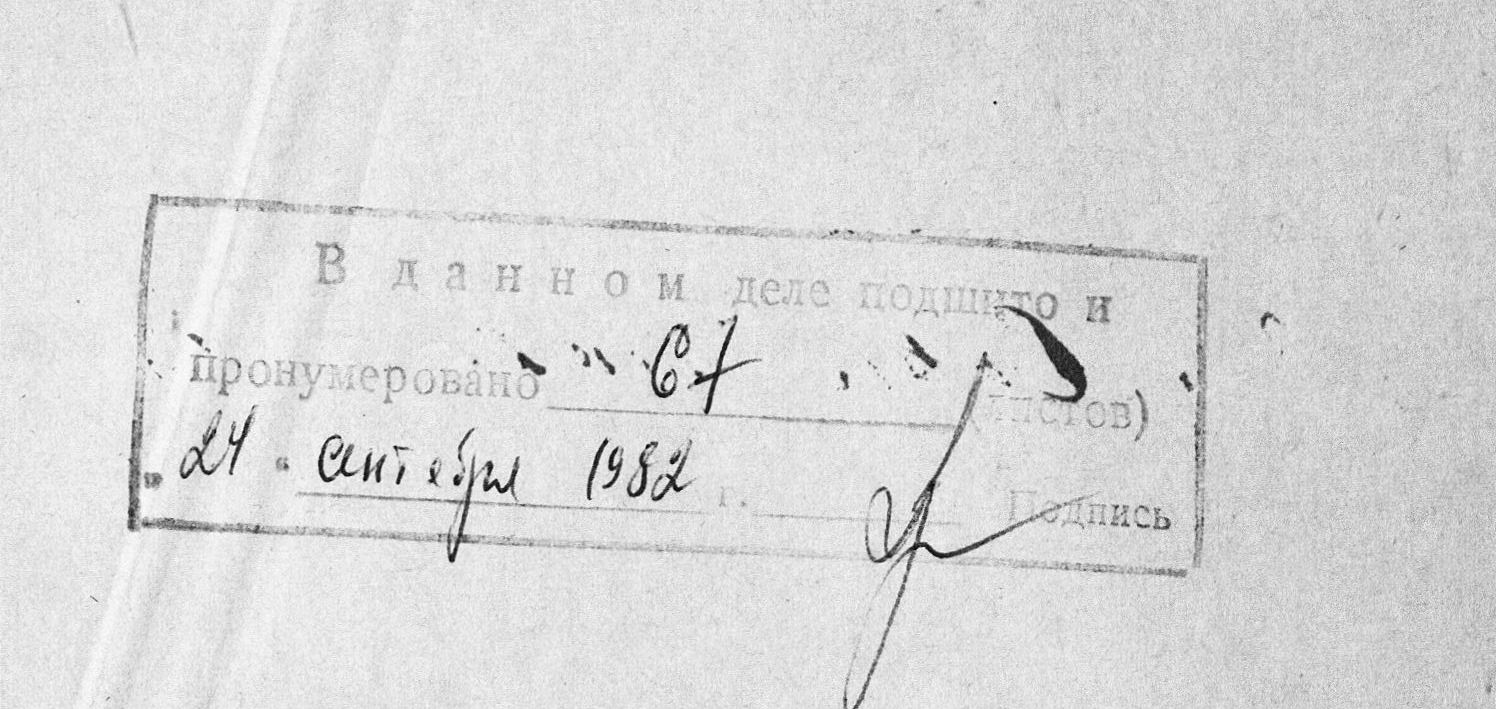 В данном деле подшито и
пронумеровано 67 (листов)
„ 24 “ сентября 1982 г. Подпись